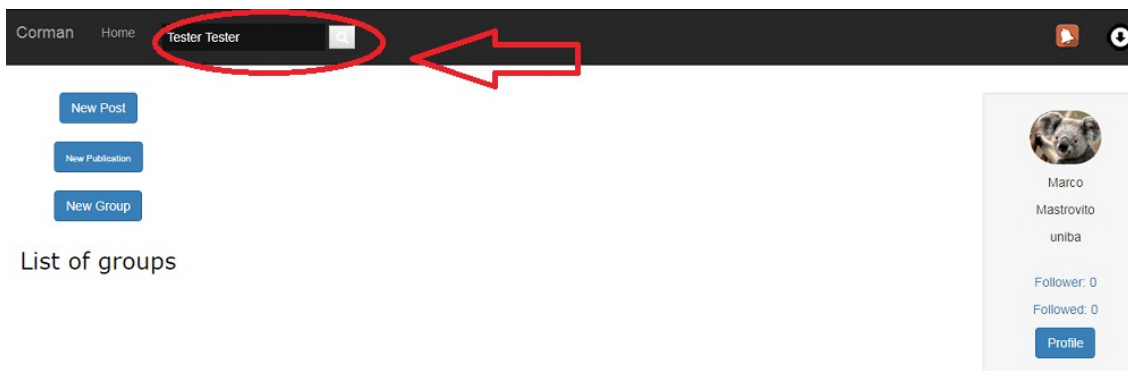 Corman Home Tester Tester
New Post
New Publication
New Group
List of groups
Marco
Mastrovito
uniba
Follower: 0
Followed: 0
Profile